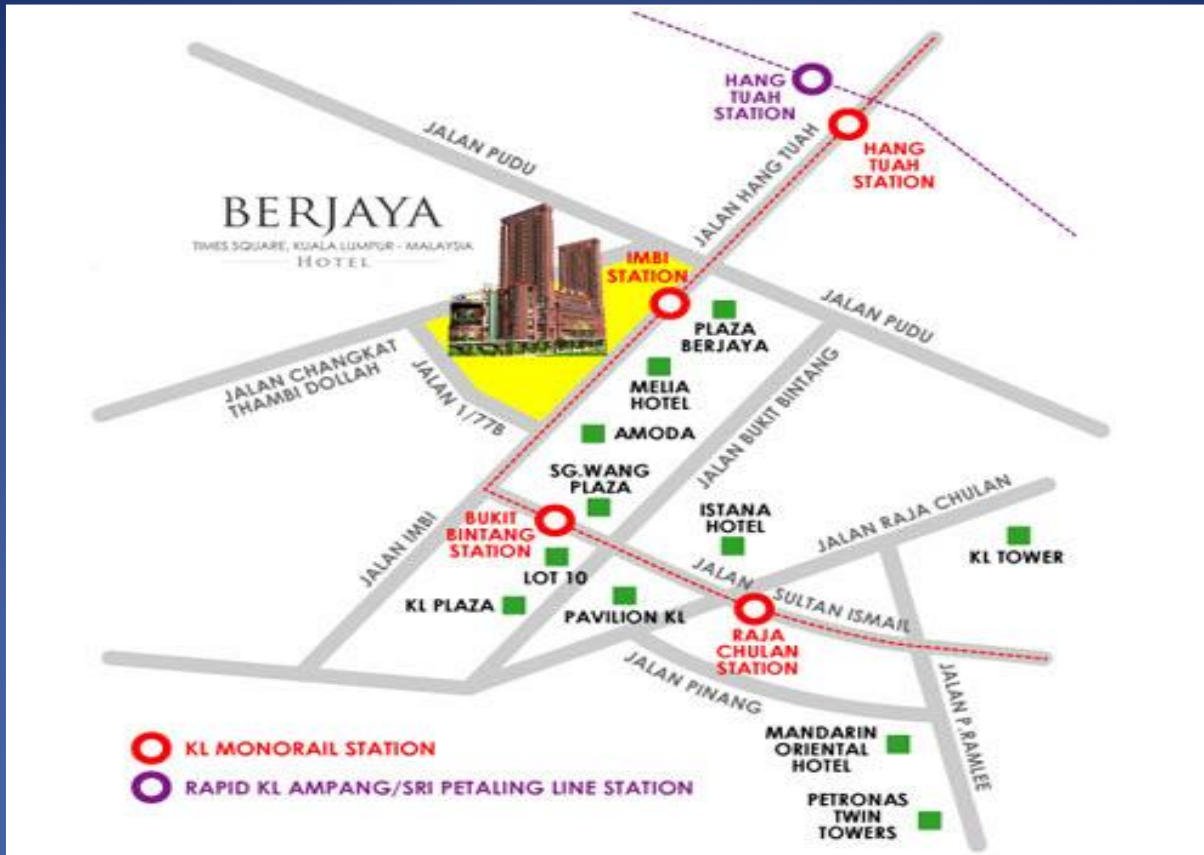 HANG
TUAH
STATION
HANG
TUAH
STATION
JALAN PUDU
JALAN HANG TUAH
BERJAYA
TIMES SQUARE, KUALA LUMPUR - MALAYSIA
HOTEL
IMBI
STATION
JALAN PUDU
PLAZA
BERJAYA
JALAN CHANGKAT
THAMBI DOLLAH
JALAN 1/77B
MELIA
HOTEL
JALAN BUKIT BINTANG
AMODA
SG.WANG
PLAZA
BUKIT
BINTANG
STATION
JALAN IMBI
ISTANA
HOTEL
JALAN RAJA CHULAN
KL TOWER
LOT 10
KL PLAZA
PAVILION KL
JALAN SULTAN ISMAIL
RAJA
CHULAN
STATION
JALAN PINANG
JALAN P.RAMLEE
MANDARIN
ORIENTAL
HOTEL
PETRONAS
TWIN
TOWERS
KL MONORAIL STATION
RAPID KL AMPANG/SRI PETALING LINE STATION